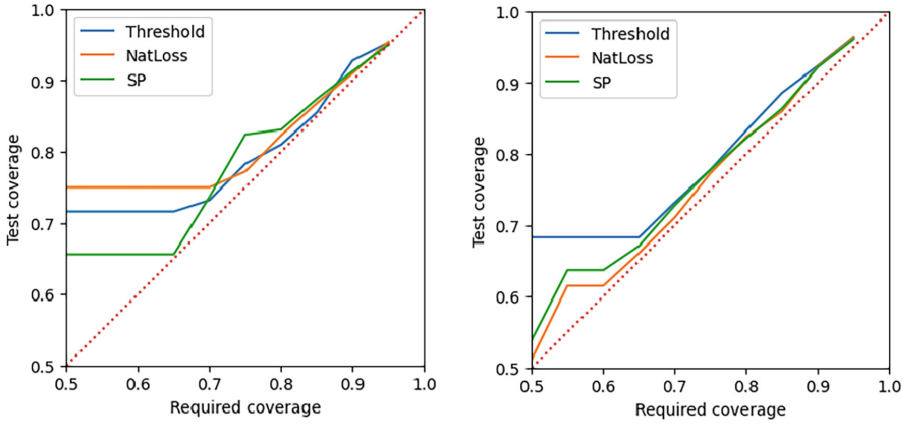 1.0
0.9
0.8
0.7
0.6
0.5
Test coverage
Threshold
NatLoss
SP
0.5 0.6 0.7 0.8 0.9 1.0
Required coverage
1.0
0.9
0.8
0.7
0.6
0.5
Test coverage
Threshold
NatLoss
SP
0.5 0.6 0.7 0.8 0.9 1.0
Required coverage